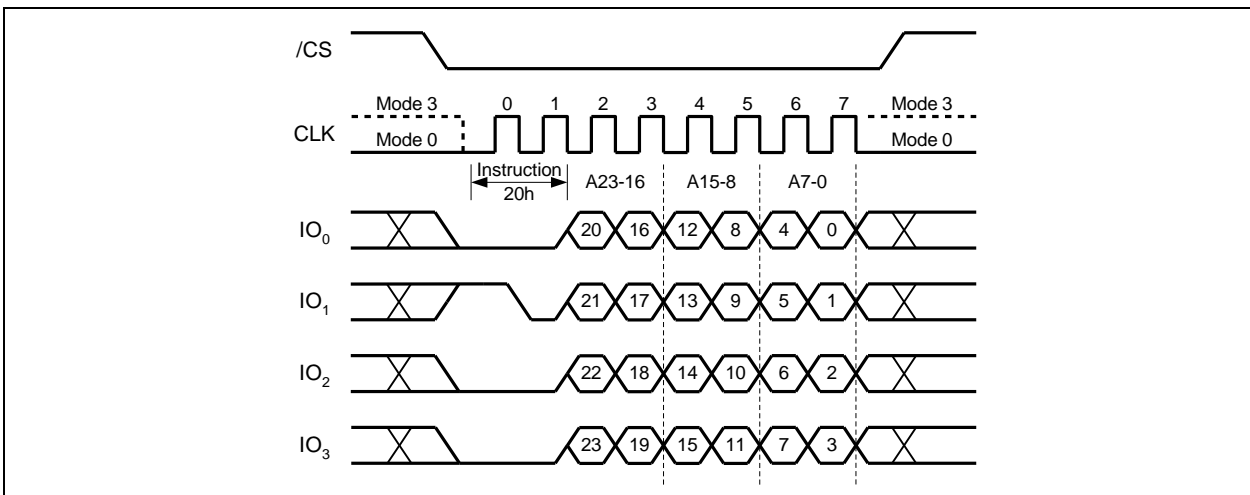 /CS
Mode 3 0 1 2 3 4 5 6 7 Mode 3
CLK
Mode 0 Mode 0
Instruction
20h
A23-16 A15-8 A7-0
IO0 20 16 12 8 4 0
IO1 21 17 13 9 5 1
IO2 22 18 14 10 6 2
IO3 23 19 15 11 7 3